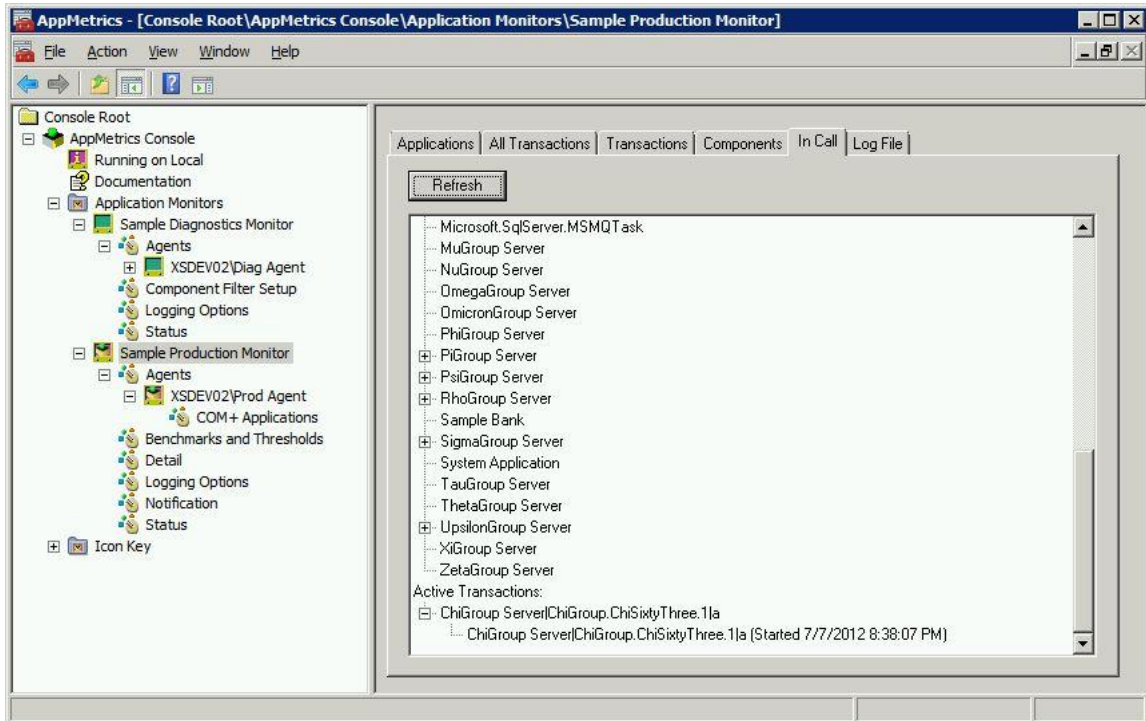 AppMetrics - [Console Root\AppMetrics Console\Application Monitors\Sample Production Monitor]
File Action View Window Help
Console Root
AppMetrics Console
Running on Local
Documentation
Application Monitors
Sample Diagnostics Monitor
Agents
XSDEV02\Diag Agent
Component Filter Setup
Logging Options
Status
Sample Production Monitor
Agents
XSDEV02\Prod Agent
COM+ Applications
Benchmarks and Thresholds
Detail
Logging Options
Notification
Status
Icon Key
Applications All Transactions Transactions Components In Call Log File
Refresh
Microsoft.SqlServer.MSMQTask
MuGroup Server
NuGroup Server
OmegaGroup Server
OmicronGroup Server
PhiGroup Server
PiGroup Server
PsiGroup Server
RhoGroup Server
Sample Bank
SigmaGroup Server
System Application
TauGroup Server
ThetaGroup Server
UpsilonGroup Server
XiGroup Server
ZetaGroup Server
Active Transactions:
ChiGroup Server|ChiGroup.ChiSixtyThree.1|a
ChiGroup Server|ChiGroup.ChiSixtyThree.1|a (Started 7/7/2012 8:38:07 PM)